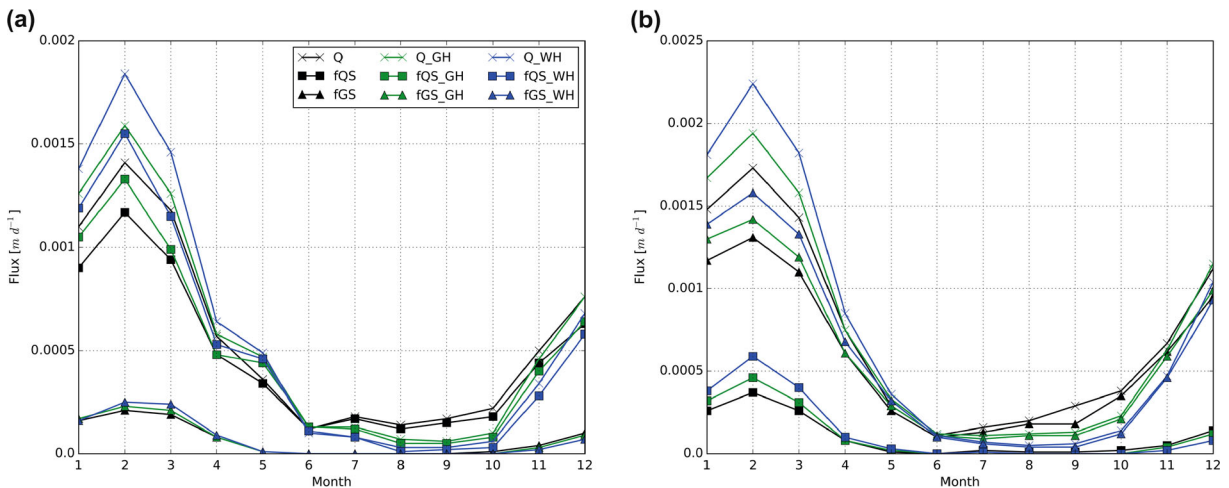 (a)
0.002
0.0015
0.001
0.0005
0.0
Flux [m d⁻¹]
1 2 3 4 5 6 7 8 9 10 11 12
Month
Q Q_GH Q_WH
fQS fQS_GH fQS_WH
fGS fGS_GH fGS_WH
(b)
0.0025
0.002
0.0015
0.001
0.0005
0.0
Flux [m d⁻¹]
1 2 3 4 5 6 7 8 9 10 11 12
Month